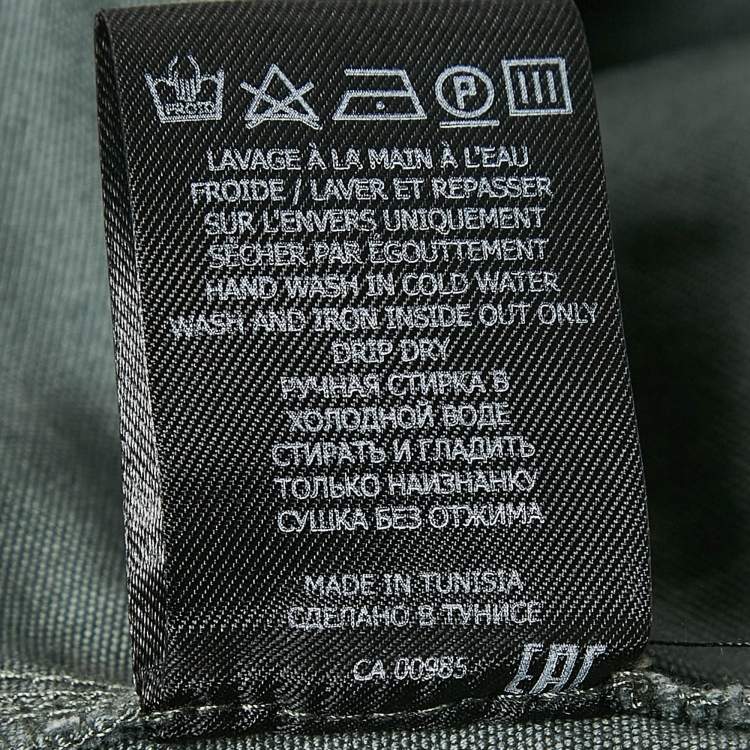 FROID
P
LAVAGE À LA MAIN À L'EAU
FROIDE / LAVER ET REPASSER
SUR L'ENVERS UNIQUEMENT
SÉCHER PAR ÉGOUTTEMENT
HAND WASH IN COLD WATER
WASH AND IRON INSIDE OUT ONLY
DRIP DRY
РУЧНАЯ СТИРКА В
ХОЛОДНОЙ ВОДЕ
СТИРАТЬ И ГЛАДИТЬ
ТОЛЬКО НАИЗНАНКУ
СУШКА БЕЗ ОТЖИМА
MADE IN TUNISIA
СДЕЛАНО В ТУНИСЕ
CA 00985
EAC